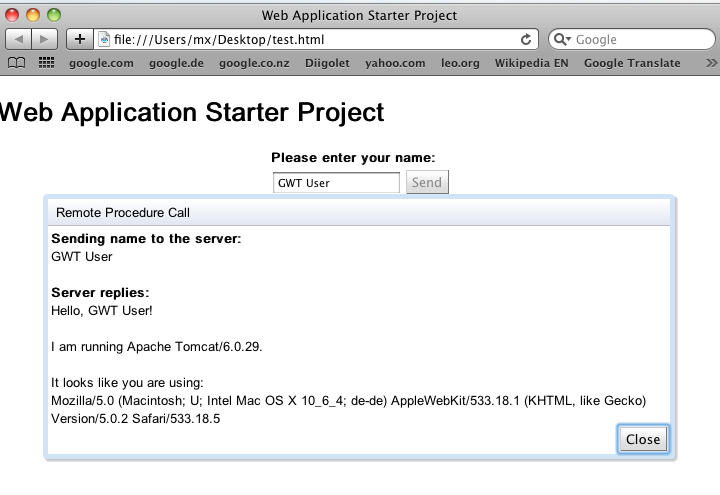 Web Application Starter Project
file:///Users/mx/Desktop/test.html
Google
google.com google.de google.co.nz Diigolet yahoo.com leo.org Wikipedia EN Google Translate
Web Application Starter Project
Please enter your name:
GWT User Send
Remote Procedure Call
Sending name to the server:
GWT User
Server replies:
Hello, GWT User!
I am running Apache Tomcat/6.0.29.
It looks like you are using:
Mozilla/5.0 (Macintosh; U; Intel Mac OS X 10_6_4; de-de) AppleWebKit/533.18.1 (KHTML, like Gecko)
Version/5.0.2 Safari/533.18.5
Close